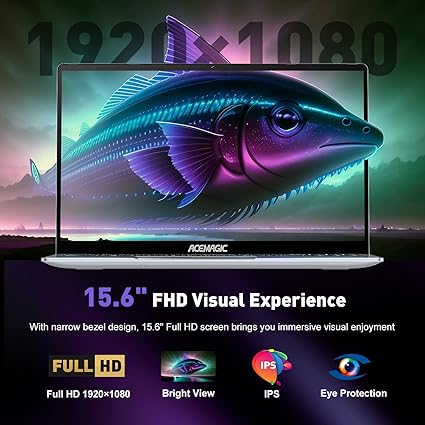 1920×1080
ACEMAGIC
15.6" FHD Visual Experience
With narrow bezel design, 15.6" Full HD screen brings you immersive visual enjoyment
FULL HD
IPS
Full HD 1920×1080
Bright View
IPS
Eye Protection